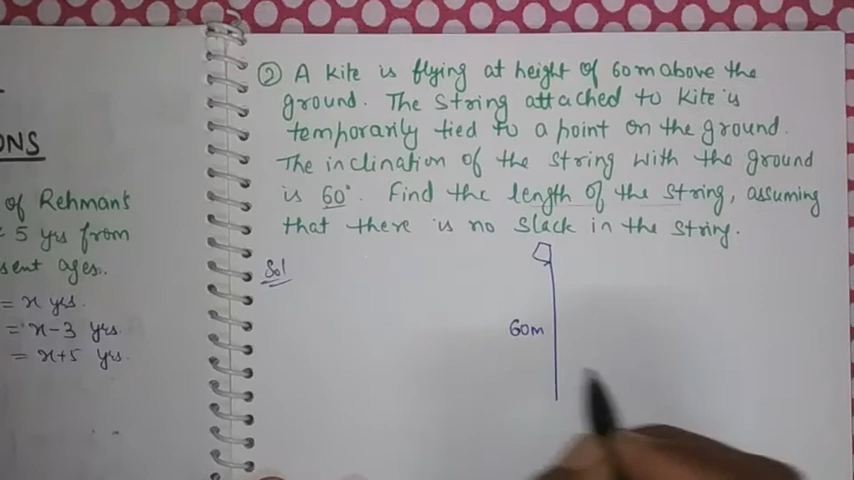 ONS
of Rehman's
5 yrs from
sent ages.
= x yrs.
= x-3 yrs.
= x+5 yrs.
② A kite is flying at height of 60m above the
ground. The string attached to kite is
temporarily tied to a point on the ground.
The inclination of the string with the ground
is 60°. Find the length of the string, assuming
that there is no slack in the string.
Sol
60m